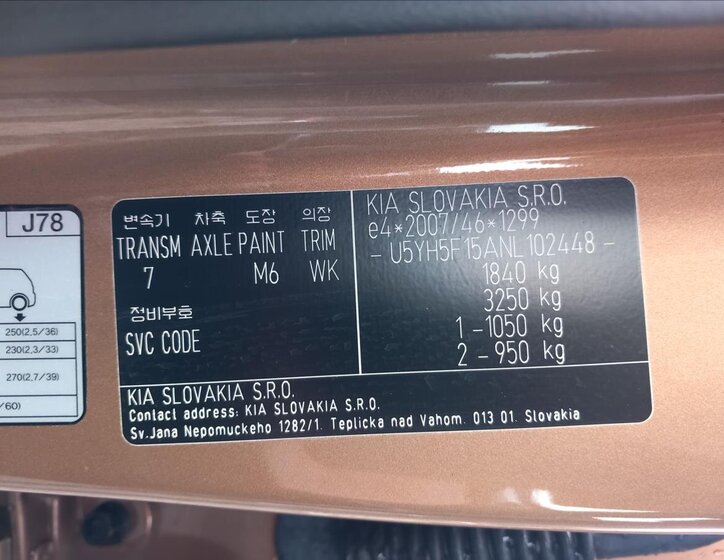 J78
250(2,5/36)
230(2,3/33)
270(2,7/39)
/60)
변속기 차축 도장 의장
TRANSM AXLE PAINT TRIM
7 M6 WK
정비부호
SVC CODE
KIA SLOVAKIA S.R.O.
e4*2007/46*1299
- U5YH5F15ANL102448 -
1840 kg
3250 kg
1 -1050 kg
2 - 950 kg
KIA SLOVAKIA S.R.O.
Contact address: KIA SLOVAKIA S.R.O.
Sv.Jana Nepomuckeho 1282/1. Teplicka nad Vahom. 013 01. Slovakia